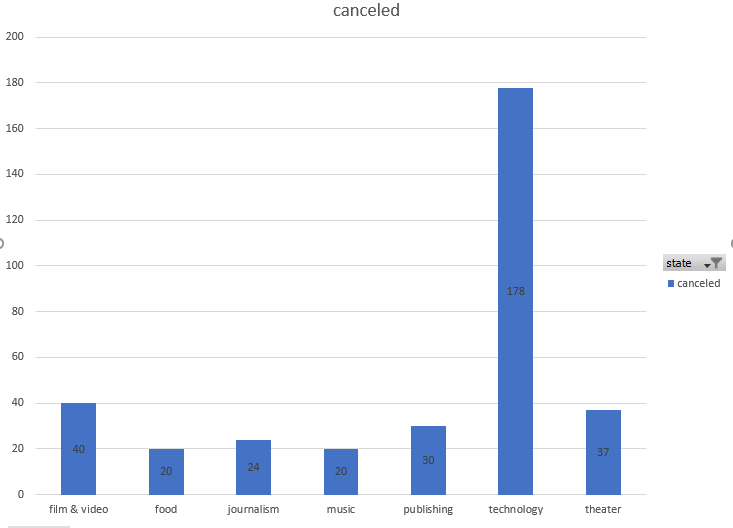 canceled
200
180
160
140
120
100
80
60
40
20
0
40
20
24
20
30
178
37
film & video
food
journalism
music
publishing
technology
theater
state
canceled